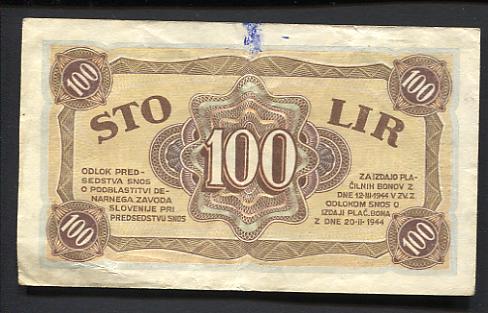 100
100
STO LIR
100
ODLOK PRED-
SEDSTVA SNOS
O POOBLASTITVI DE-
NARNEGA ZAVODA
SLOVENIJE PRI
PREDSEDSTVU SNOS
ZA IZDAJO PLA-
ČILNIH BONOV Z
DNE 12-III-1944 V ZVEZ.
ODLOKOM SNOS O
IZDAJI PLAČ. BONA
Z DNE 20-II-1944
100
100